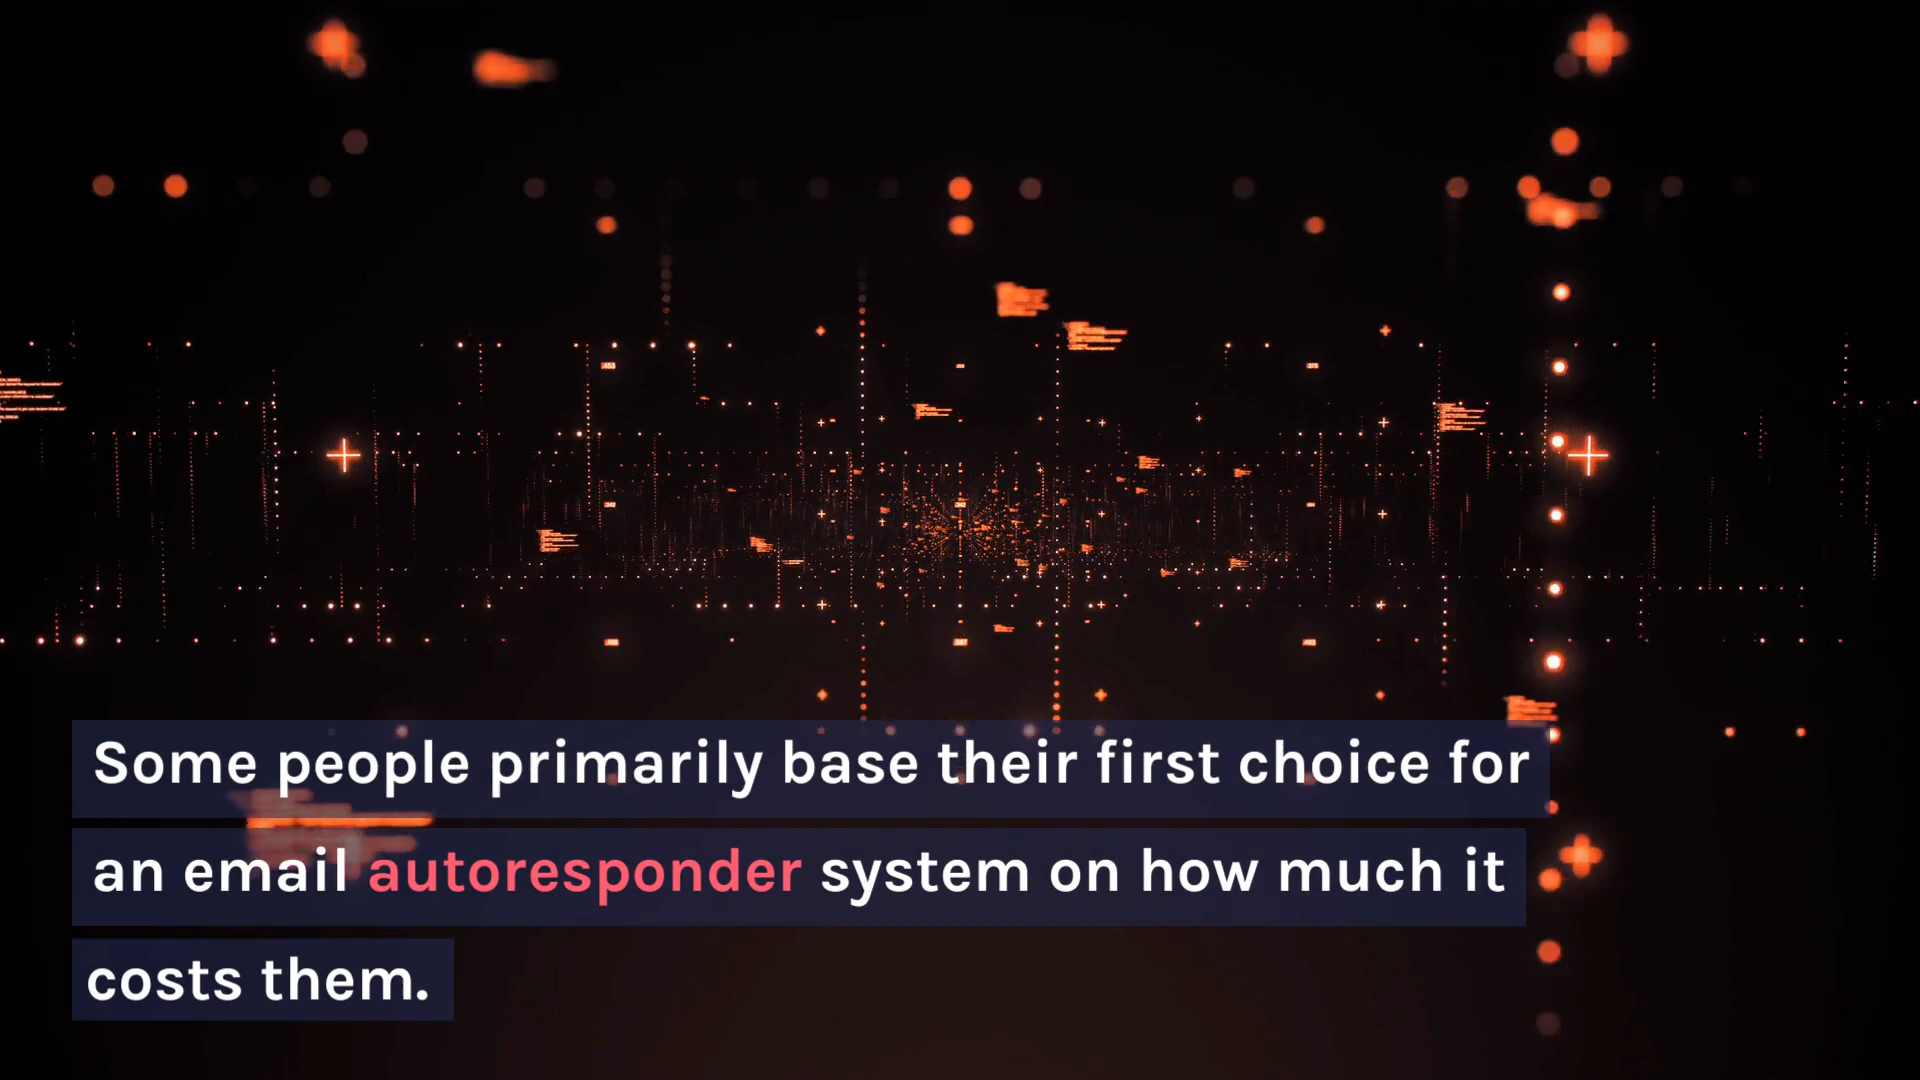 Some people primarily base their first choice for
an email autoresponder system on how much it
costs them.